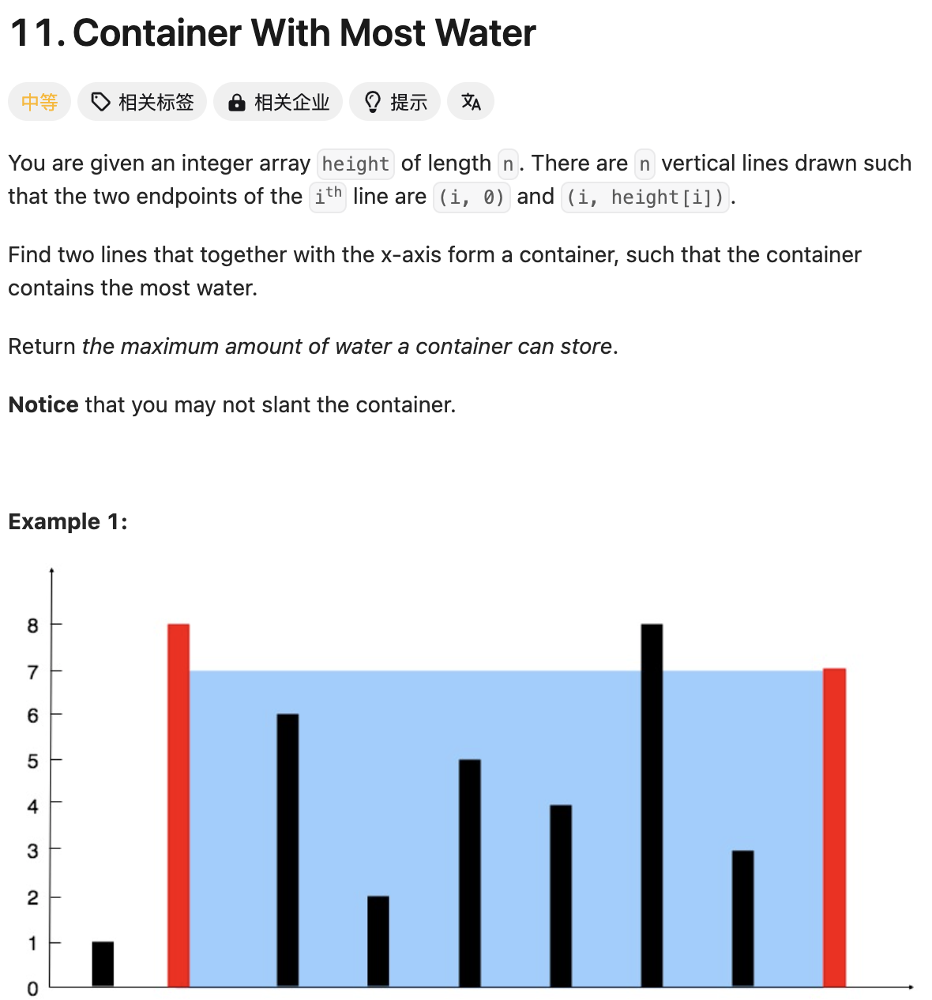 11. Container With Most Water
中等 相关标签 相关企业 提示 文A
You are given an integer array height of length n. There are n vertical lines drawn such
that the two endpoints of the ith line are (i, 0) and (i, height[i]).
Find two lines that together with the x-axis form a container, such that the container
contains the most water.
Return the maximum amount of water a container can store.
Notice that you may not slant the container.
Example 1:
8
7
6
5
4
3
2
1
0